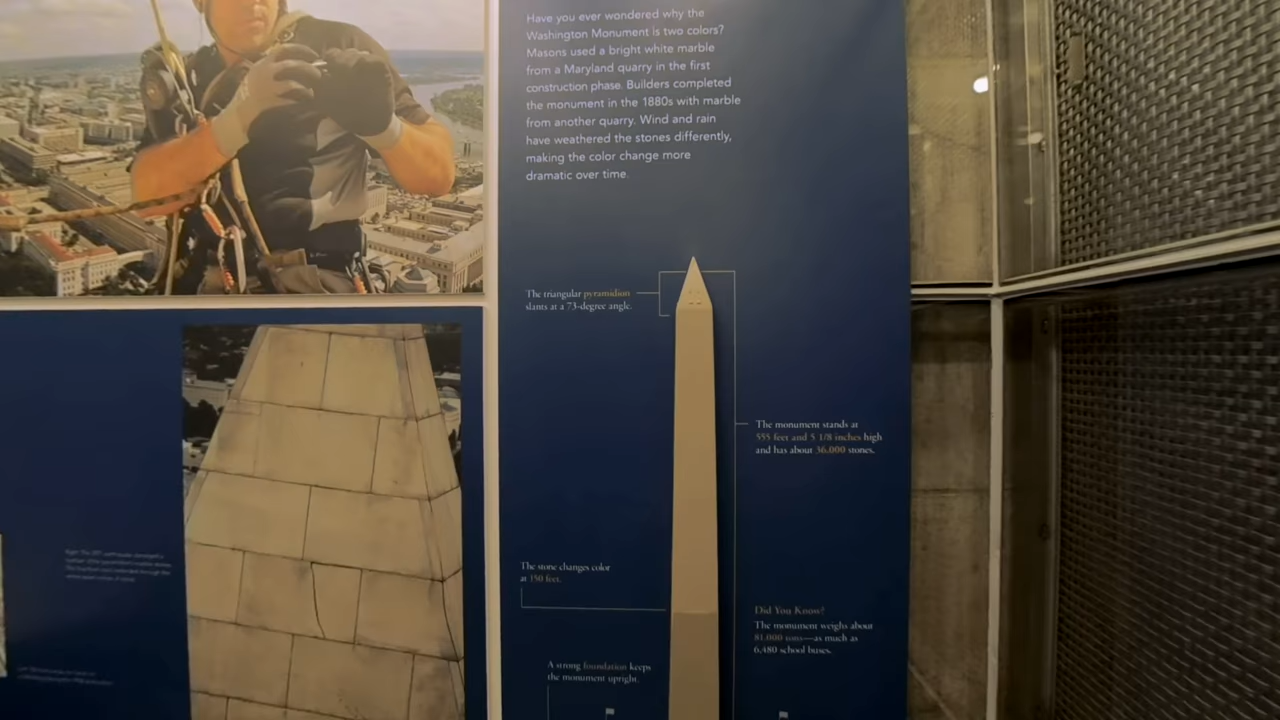 Have you ever wondered why the
Washington Monument is two colors?
Masons used a bright white marble
from a Maryland quarry in the first
construction phase. Builders completed
the monument in the 1880s with marble
from another quarry. Wind and rain
have weathered the stones differently,
making the color change more
dramatic over time.
The triangular pyramidion
slants at a 73-degree angle.
The monument stands at
555 feet and 5 1/8 inches high
and has about 36,000 stones.
The stone changes color
at 150 feet.
Did You Know?
The monument weighs about
81,000 tons—as much as
6,480 school buses.
A strong foundation keeps
the monument upright.